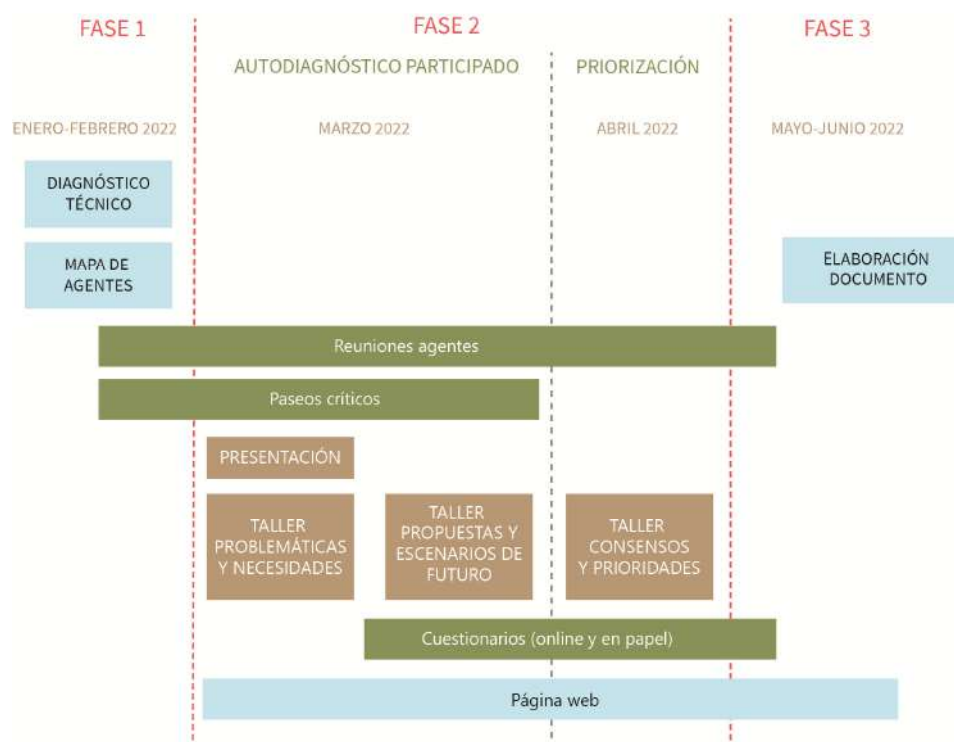 FASE 1
FASE 2
FASE 3
AUTODIAGNÓSTICO PARTICIPADO
PRIORIZACIÓN
ENERO-FEBRERO 2022
MARZO 2022
ABRIL 2022
MAYO-JUNIO 2022
DIAGNÓSTICO
TÉCNICO
MAPA DE
AGENTES
ELABORACIÓN
DOCUMENTO
Reuniones agentes
Paseos críticos
PRESENTACIÓN
TALLER
PROBLEMÁTICAS
Y NECESIDADES
TALLER
PROPUESTAS Y
ESCENARIOS DE
FUTURO
TALLER
CONSENSOS
Y PRIORIDADES
Cuestionarios (online y en papel)
Página web